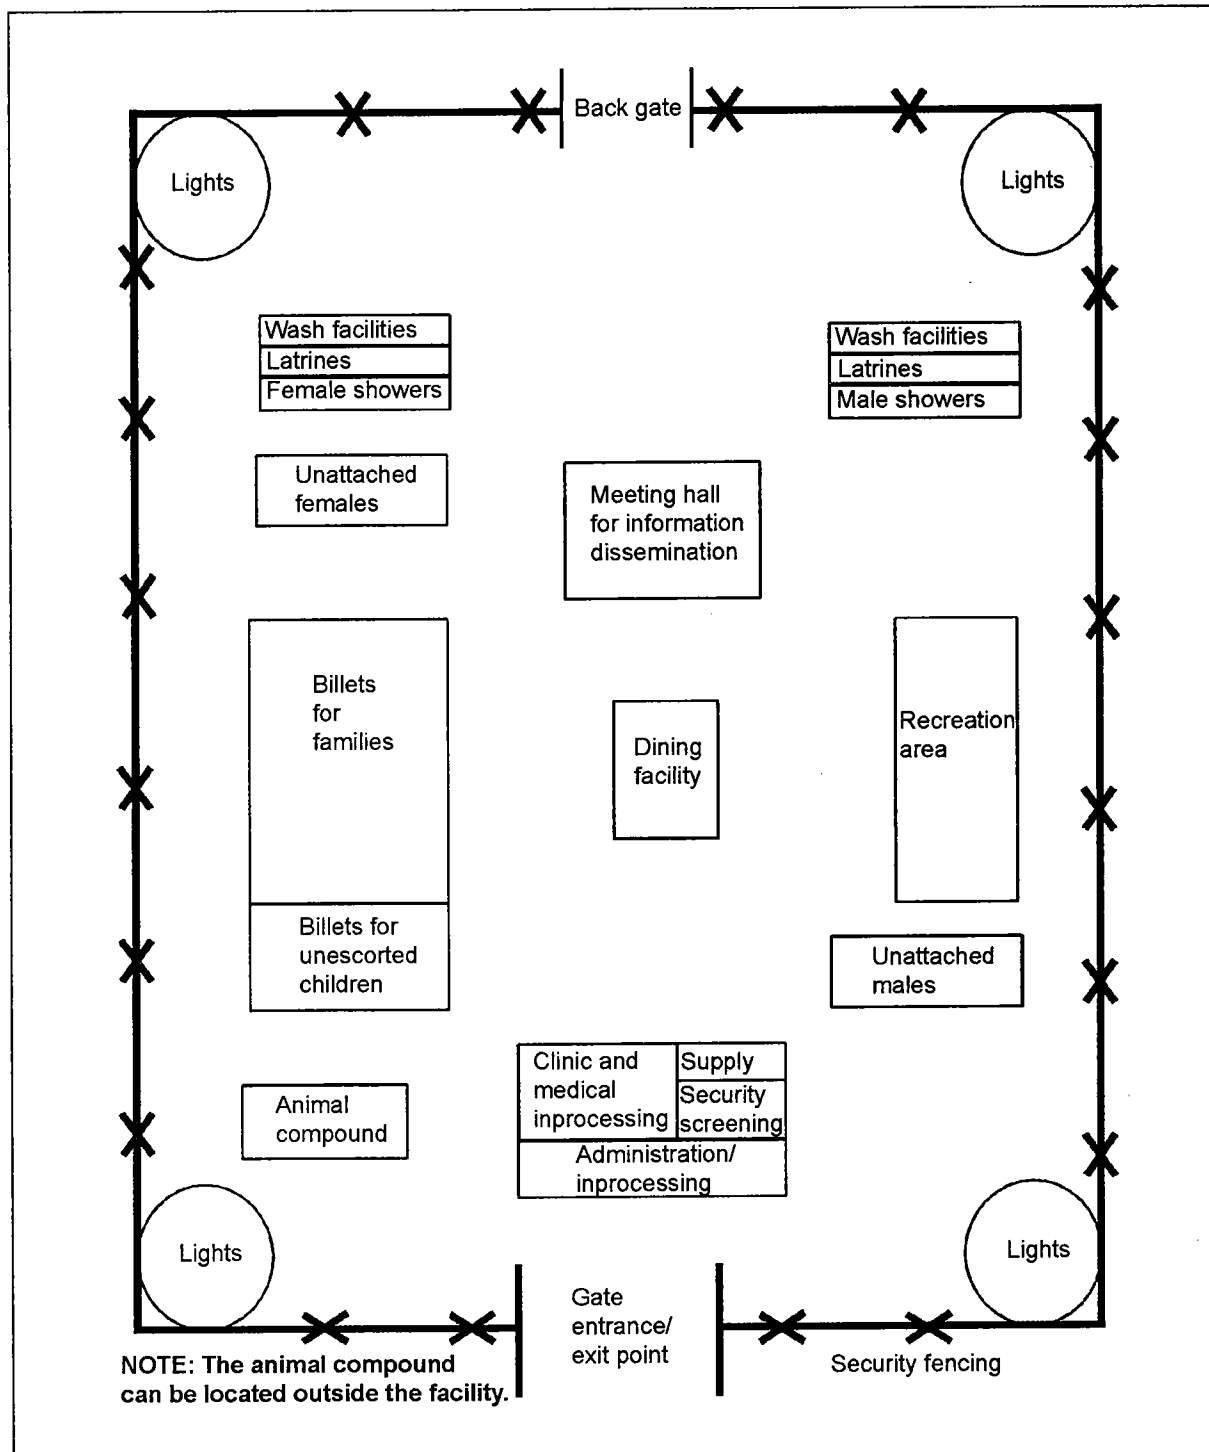 Back gate
Lights
Lights
Wash facilities
Latrines
Female showers
Wash facilities
Latrines
Male showers
Unattached
females
Meeting hall
for information
dissemination
Billets
for
families
Dining
facility
Recreation
area
Billets for
unescorted
children
Unattached
males
Clinic and
medical
inprocessing
Supply
Security
screening
Administration/
inprocessing
Animal
compound
Lights
Lights
Gate
entrance/
exit point
Security fencing
NOTE: The animal compound
can be located outside the facility.